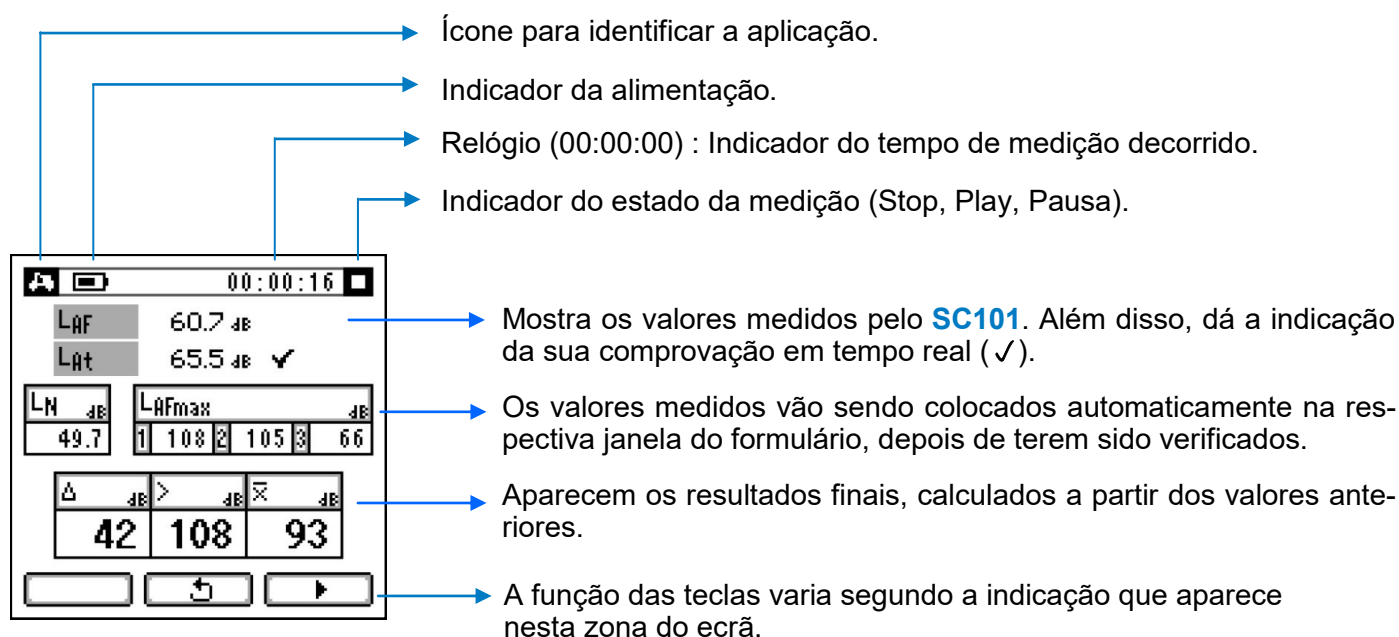 Ícone para identificar a aplicação.
Indicador da alimentação.
Relógio (00:00:00) : Indicador do tempo de medição decorrido.
Indicador do estado da medição (Stop, Play, Pausa).
00:00:16
LAF 60.7 dB
LAt 65.5 dB ✓
Mostra os valores medidos pelo SC101. Além disso, dá a indicação
da sua comprovação em tempo real (✓).
LN dB LAFmax dB
49.7 1 108 2 105 3 66
Os valores medidos vão sendo colocados automaticamente na res-
pectiva janela do formulário, depois de terem sido verificados.
Δ dB > dB x̅ dB
42 108 93
Aparecem os resultados finais, calculados a partir dos valores ante-
riores.
A função das teclas varia segundo a indicação que aparece
nesta zona do ecrã.